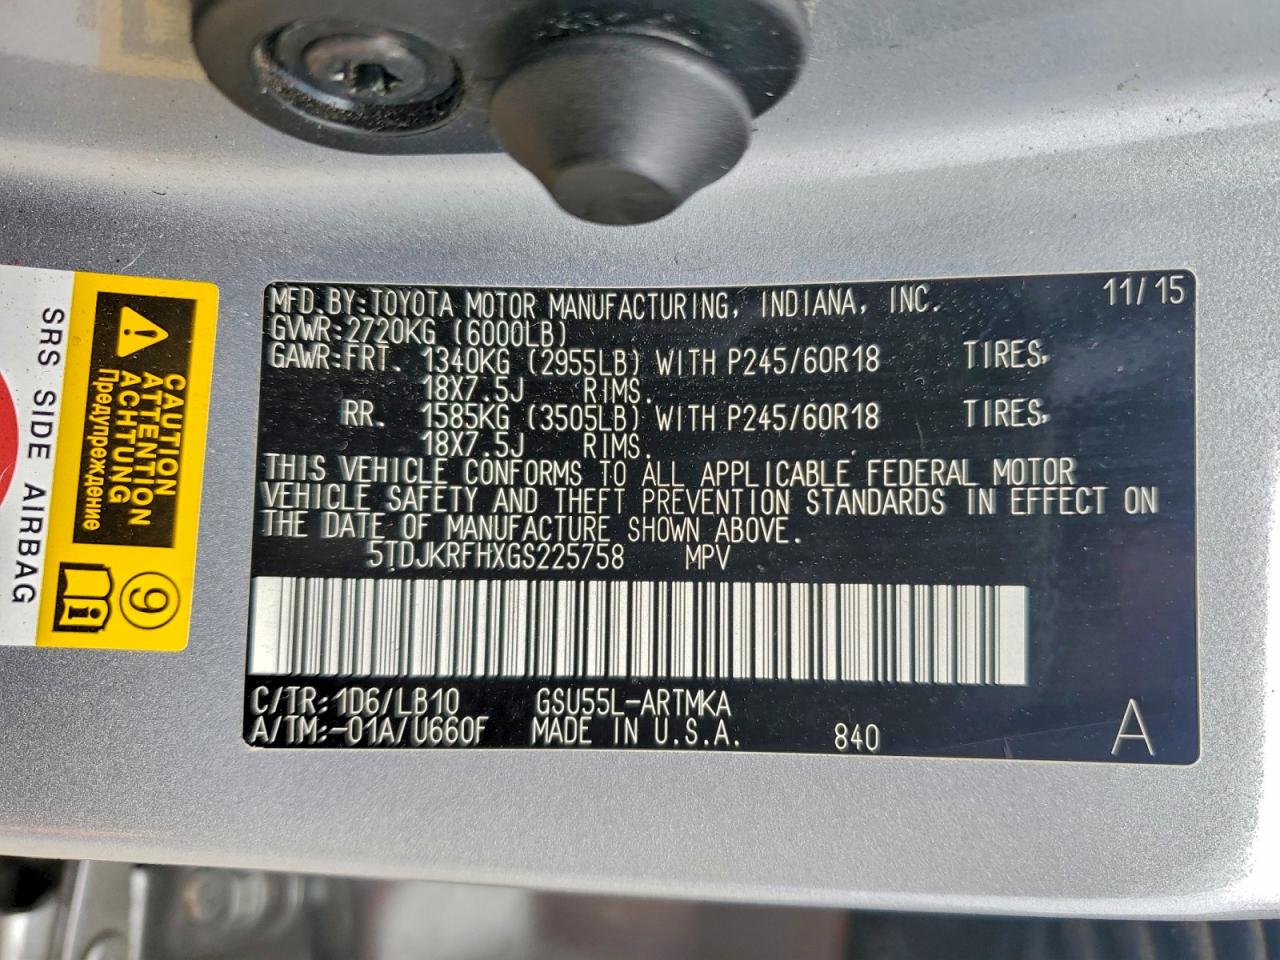 MFD.BY:TOYOTA MOTOR MANUFACTURING, INDIANA, INC. 11/15
GVWR:2720KG (6000LB)
GAWR:FRT. 1340KG (2955LB) WITH P245/60R18 TIRES,
18X7.5J RIMS.
RR. 1585KG (3505LB) WITH P245/60R18 TIRES,
18X7.5J RIMS.
THIS VEHICLE CONFORMS TO ALL APPLICABLE FEDERAL MOTOR
VEHICLE SAFETY AND THEFT PREVENTION STANDARDS IN EFFECT ON
THE DATE OF MANUFACTURE SHOWN ABOVE.
5TDJKRFHXGS225758 MPV
C/TR:1D6/LB10 GSU55L-ARTMKA
A/TM:-01A/U660F MADE IN U.S.A. 840 A
CAUTION
ATTENTION
ACHTUNG
Предупреждение
9
i
SRS SIDE AIRBAG